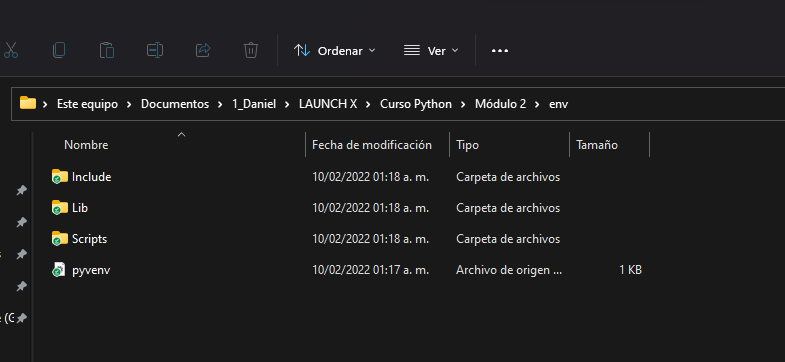 Ordenar Ver
Este equipo Documentos 1_Daniel LAUNCH X Curso Python Módulo 2 env
Nombre Fecha de modificación Tipo Tamaño
Include 10/02/2022 01:18 a. m. Carpeta de archivos
Lib 10/02/2022 01:18 a. m. Carpeta de archivos
Scripts 10/02/2022 01:18 a. m. Carpeta de archivos
pyvenv 10/02/2022 01:17 a. m. Archivo de origen ... 1 KB